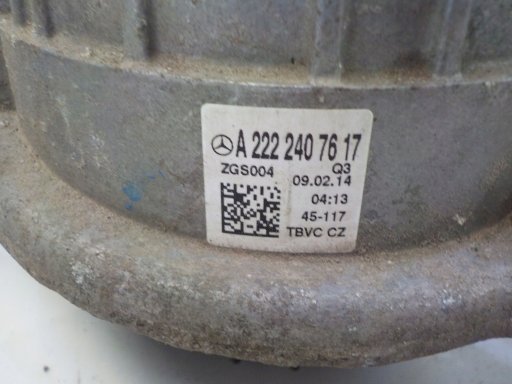 A 222 240 76 17
ZGS004 Q3
09.02.14
04:13
45-117
TBVC CZ